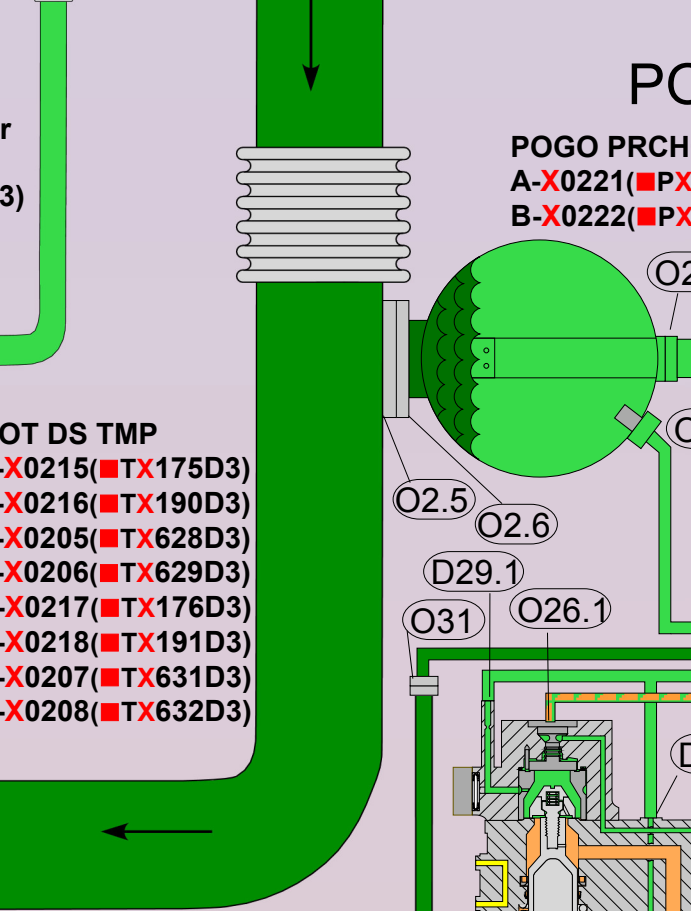 PO
r
3)
POGO PRCH
A-X0221(■PX
B-X0222(■PX
O2
O
OT DS TMP
-X0215(■TX175D3)
-X0216(■TX190D3)
-X0205(■TX628D3)
-X0206(■TX629D3)
-X0217(■TX176D3)
-X0218(■TX191D3)
-X0207(■TX631D3)
-X0208(■TX632D3)
O2.5
O2.6
D29.1
O31
O26.1
D